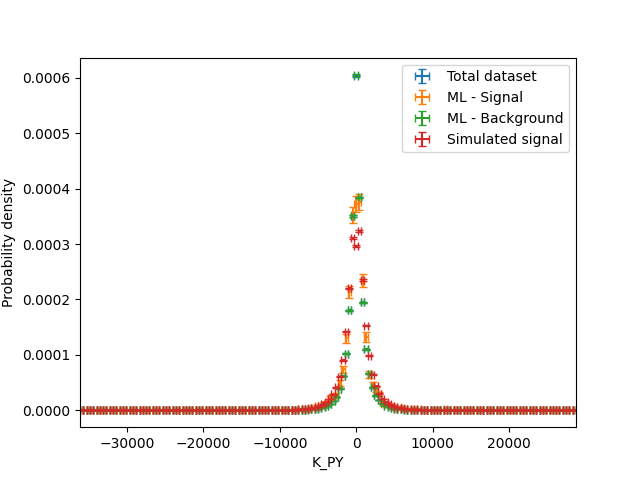 Total dataset
ML - Signal
ML - Background
Simulated signal
Probability density
0.0006
0.0005
0.0004
0.0003
0.0002
0.0001
0.0000
−30000 −20000 −10000 0 10000 20000
K_PY